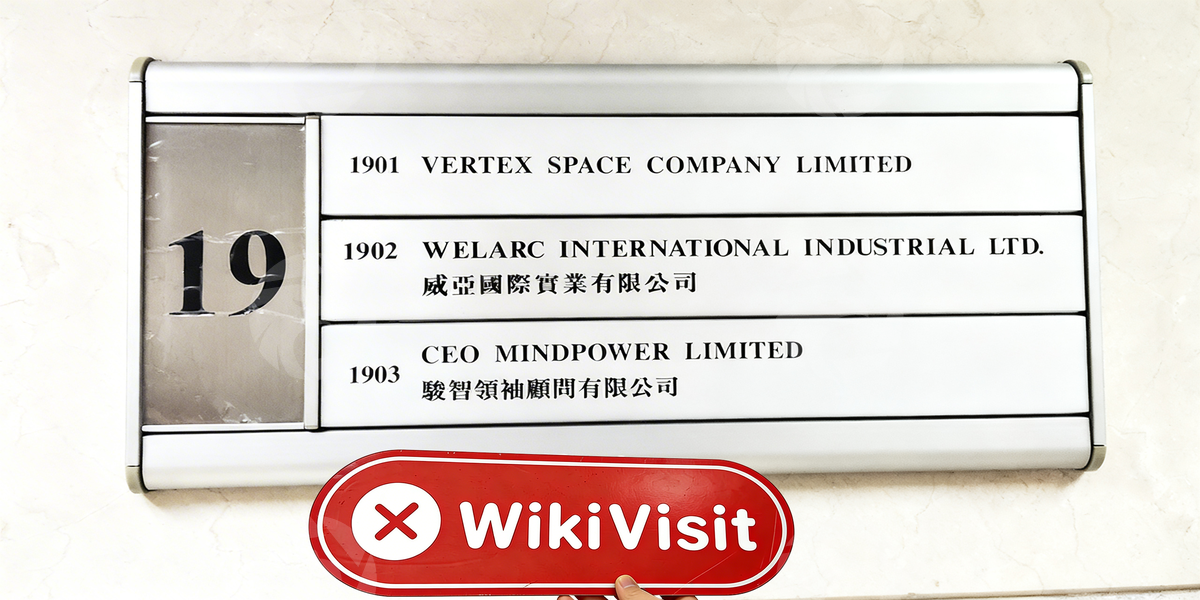 19
1901 VERTEX SPACE COMPANY LIMITED
1902 WELARC INTERNATIONAL INDUSTRIAL LTD.
威亞國際實業有限公司
1903 CEO MINDPOWER LIMITED
駿智領袖顧問有限公司
WikiVisit